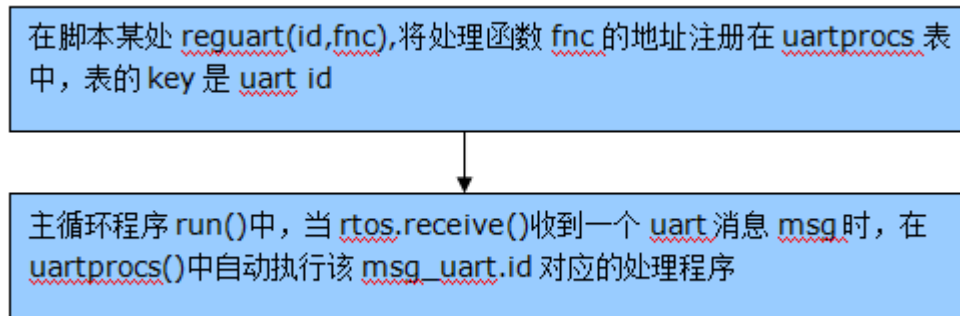 在脚本某处 reguart(id,fnc),将处理函数 fnc 的地址注册在 uartprocs 表
中，表的 key 是 uart id
主循环程序 run()中，当 rtos.receive()收到一个 uart 消息 msg 时，在
uartprocs()中自动执行该 msg_uart.id 对应的处理程序